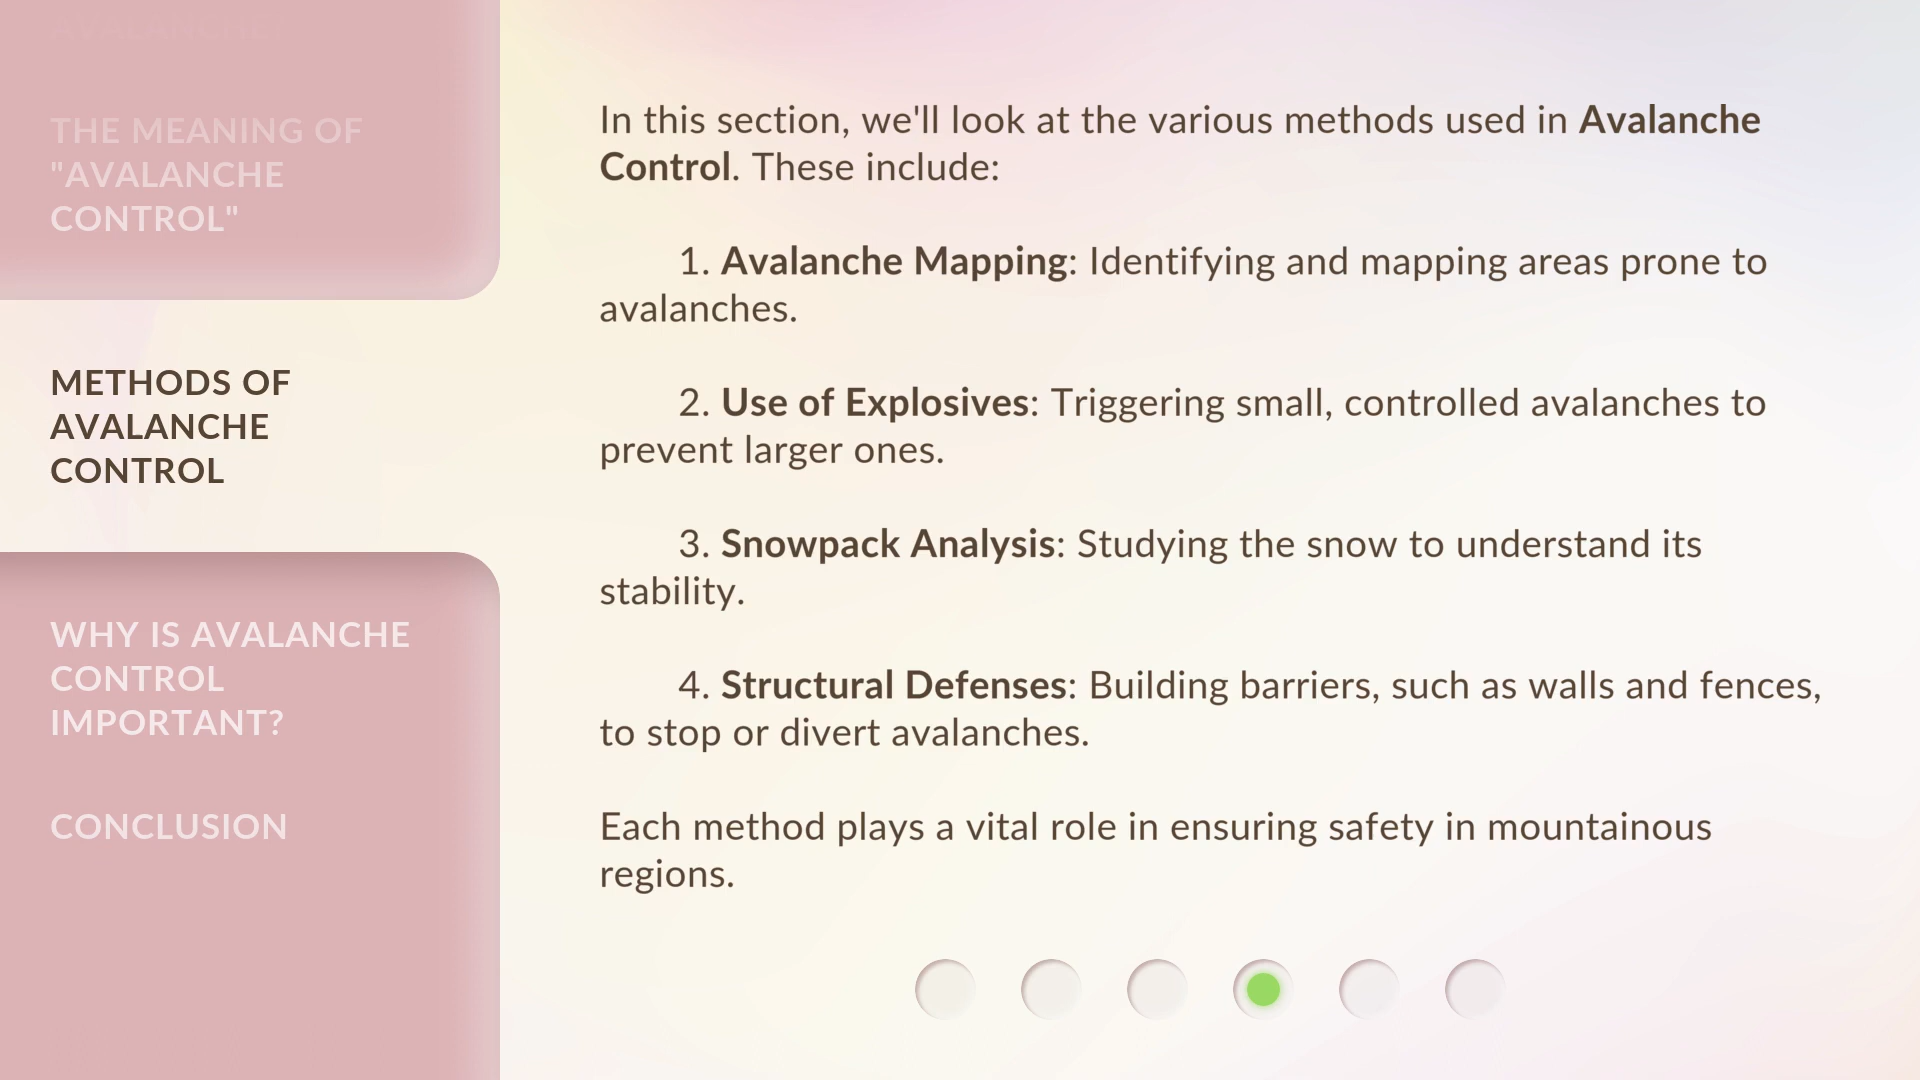 THE MEANING OF
"AVALANCHE
CONTROL"
METHODS OF
AVALANCHE
CONTROL
WHY IS AVALANCHE
CONTROL
IMPORTANT?
CONCLUSION
In this section, we'll look at the various methods used in Avalanche
Control. These include:
1. Avalanche Mapping: Identifying and mapping areas prone to
avalanches.
2. Use of Explosives: Triggering small, controlled avalanches to
prevent larger ones.
3. Snowpack Analysis: Studying the snow to understand its
stability.
4. Structural Defenses: Building barriers, such as walls and fences,
to stop or divert avalanches.
Each method plays a vital role in ensuring safety in mountainous
regions.